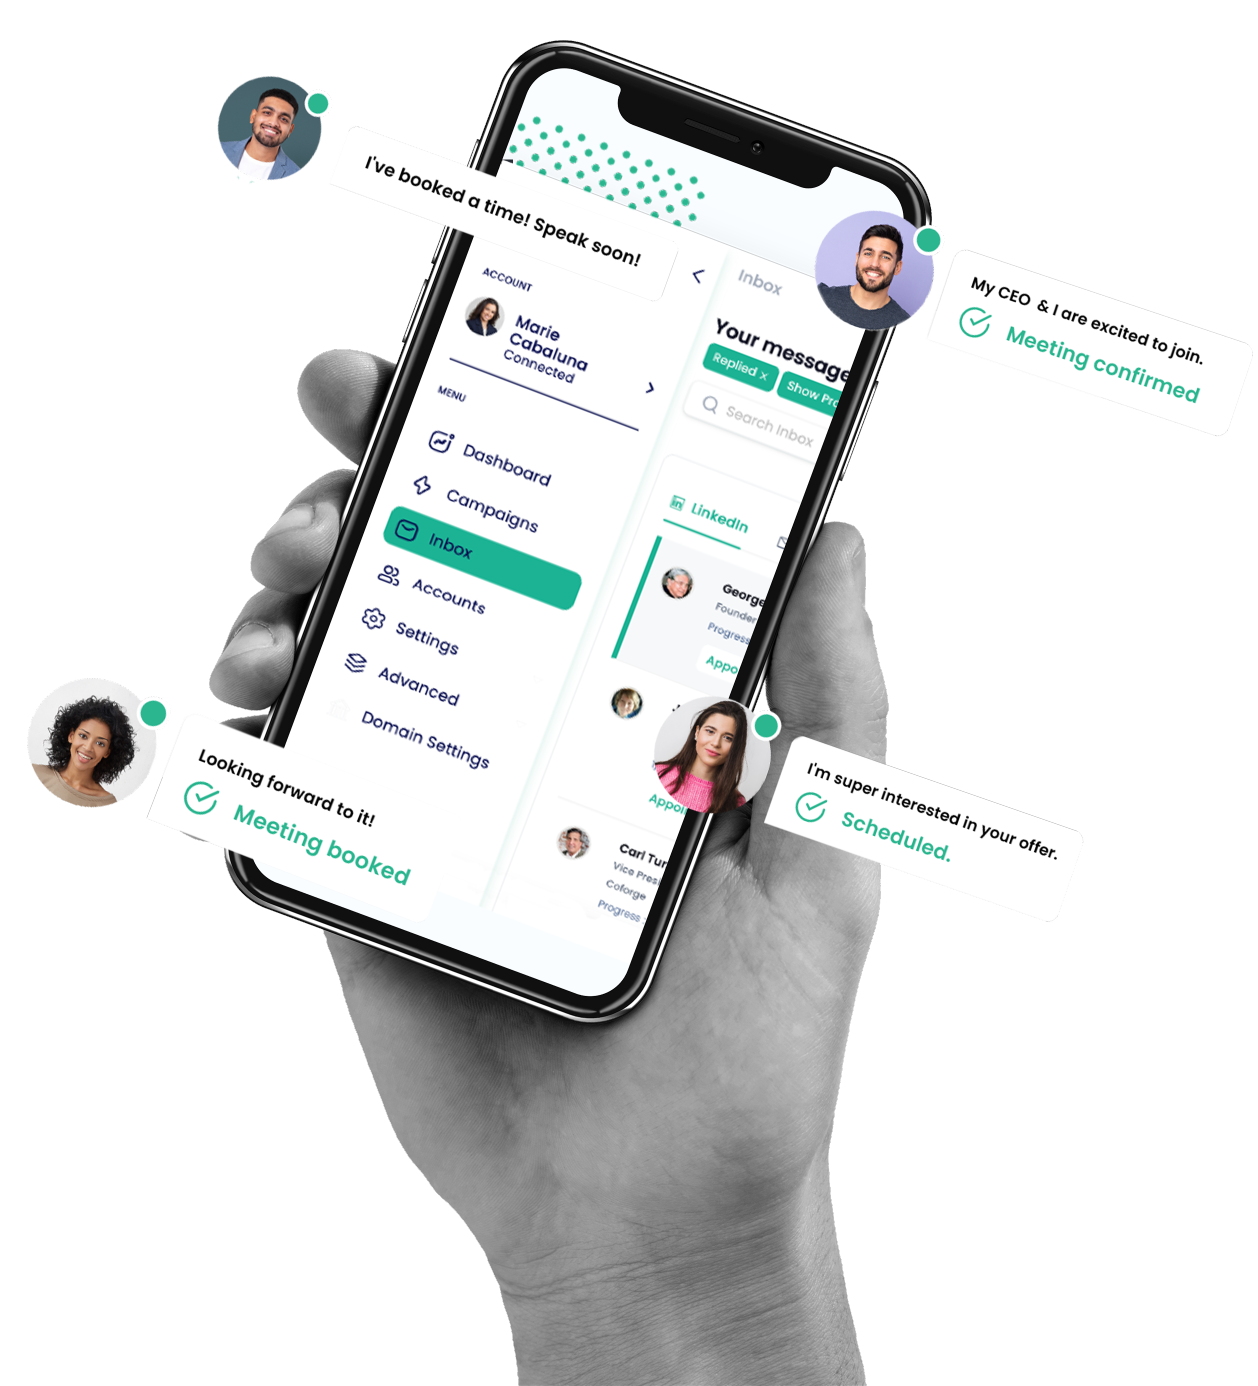 I've booked a time! Speak soon!
My CEO & I are excited to join.
Meeting confirmed
ACCOUNT
Marie
Cabaluna
Connected
MENU
Dashboard
Campaigns
Inbox
Accounts
Settings
Advanced
Domain Settings
Inbox
Your message
Replied x
Show Pro
Search Inbox
LinkedIn
George
Founder
Progress
Appo
Appoi
Carl Tur
Vice Pres
Coforge
Progress
I'm super interested in your offer.
Scheduled.
Looking forward to it!
Meeting booked